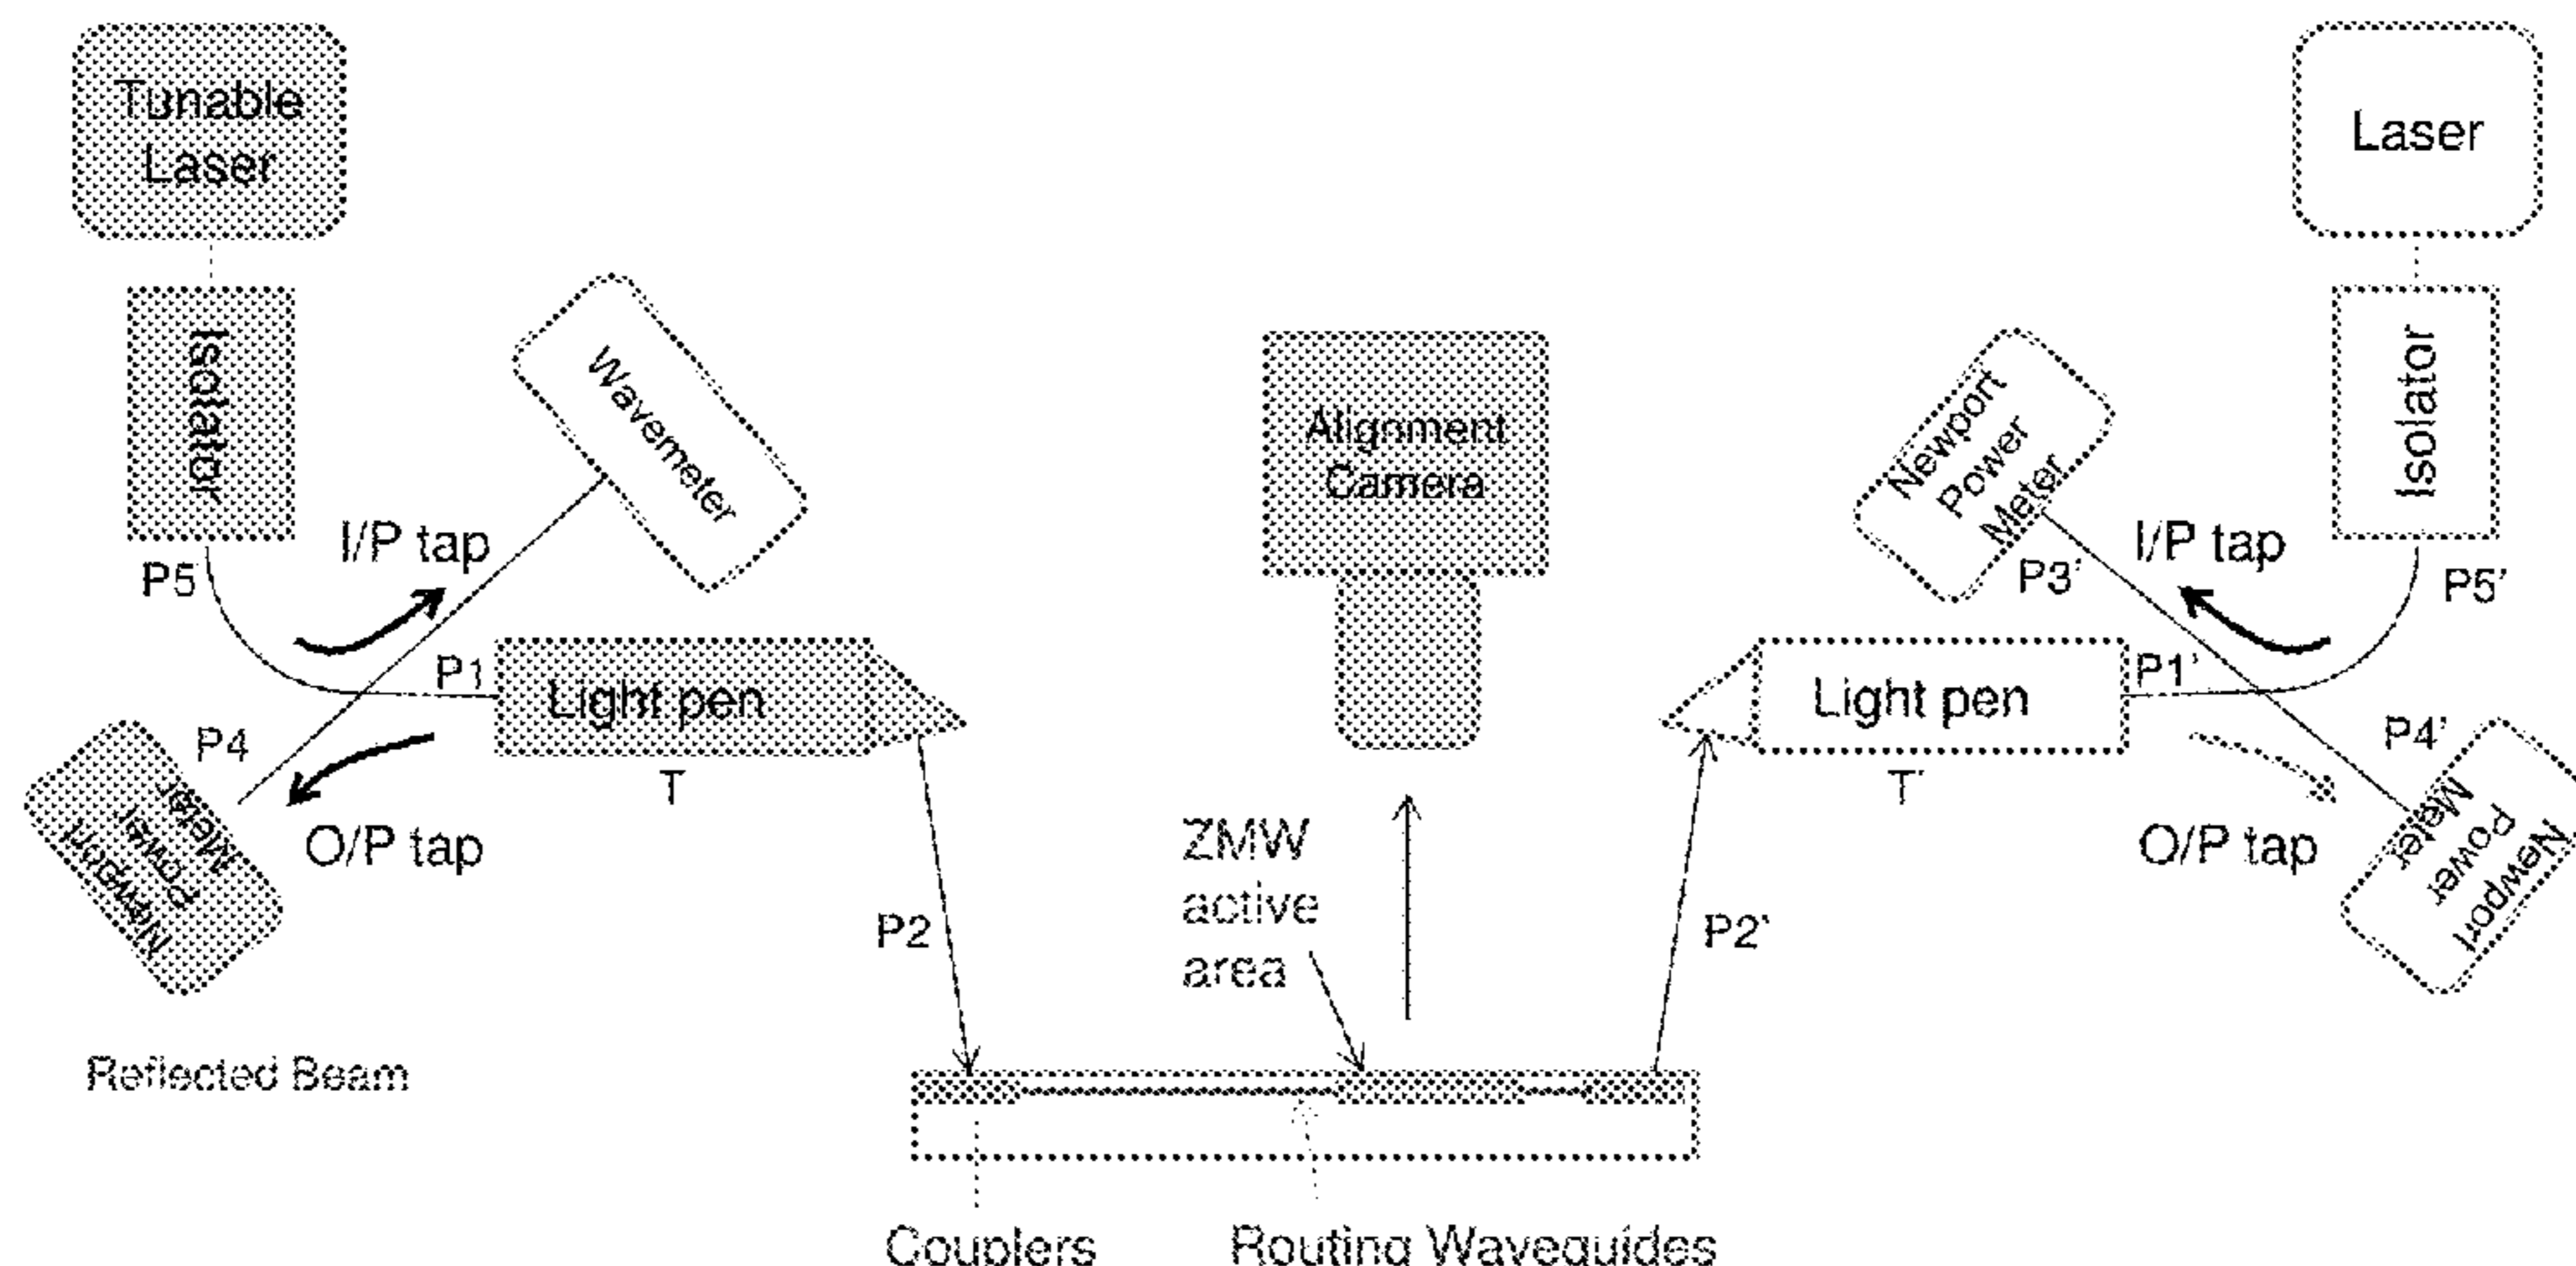 Tunable
Laser
Laser
Isolator
Wavemeter
Alignment
Camera
Newport
Power
Meter
Isolator
I/P tap
P5
P3'
I/P tap
P5'
P1
Light pen
T
Light pen
T'
P1'
P4
Newport
Power
Meter
O/P tap
P4'
Newport
Power
Meter
O/P tap
ZMW
active
area
P2
P2'
Reflected Beam
Couplers
Routing Waveguides